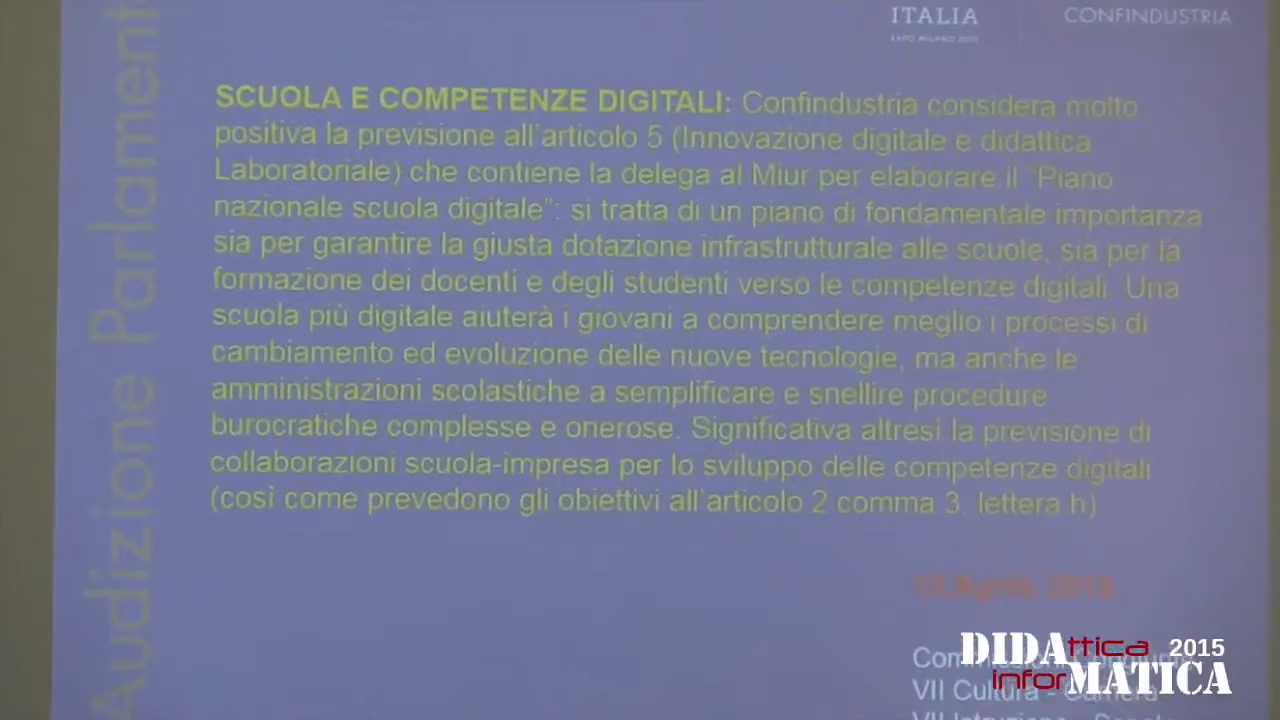 ITALIA
EXPO MILANO 2015
CONFINDUSTRIA
Audizione Parlament
SCUOLA E COMPETENZE DIGITALI: Confindustria considera molto
positiva la previsione all'articolo 5 (Innovazione digitale e didattica
Laboratoriale) che contiene la delega al Miur per elaborare il "Piano
nazionale scuola digitale": si tratta di un piano di fondamentale importanza
sia per garantire la giusta dotazione infrastrutturale alle scuole, sia per la
formazione dei docenti e degli studenti verso le competenze digitali. Una
scuola più digitale aiuterà i giovani a comprendere meglio i processi di
cambiamento ed evoluzione delle nuove tecnologie, ma anche le
amministrazioni scolastiche a semplificare e snellire procedure
burocratiche complesse e onerose. Significativa altresì la previsione di
collaborazioni scuola-impresa per lo sviluppo delle competenze digitali
(così come prevedono gli obiettivi all'articolo 2 comma 3, lettera h)
Aprile 2015
VII Cultura - Camera
DIDAttica 2015
inforMATICA